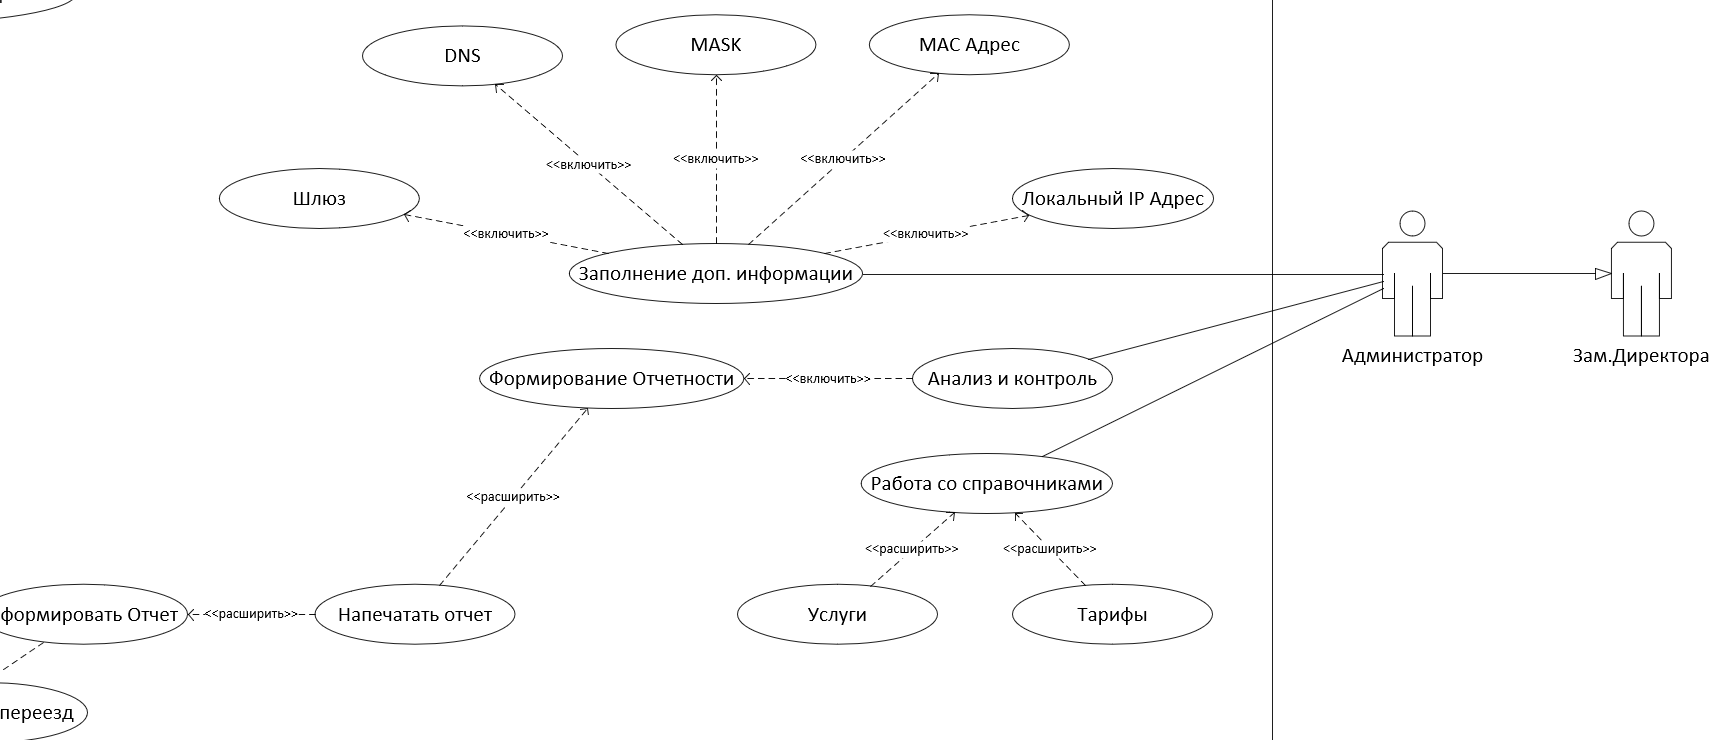 DNS
MASK
MAC Адрес
<<включить>>
<<включить>>
<<включить>>
Шлюз
Локальный IP Адрес
<<включить>>
<<включить>>
Заполнение доп. информации
Администратор
Зам.Директора
Формирование Отчетности
<<включить>>
Анализ и контроль
Работа со справочниками
<<расширить>>
<<расширить>>
<<расширить>>
формировать Отчет
<<расширить>>
Напечатать отчет
Услуги
Тарифы
переезд